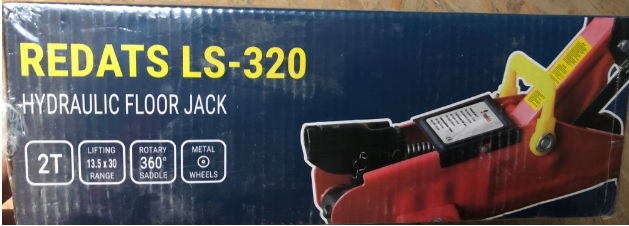 REDATS LS-320
HYDRAULIC FLOOR JACK
2T
LIFTING
13.5 x 30
RANGE
ROTARY
360°
SADDLE
METAL
WHEELS